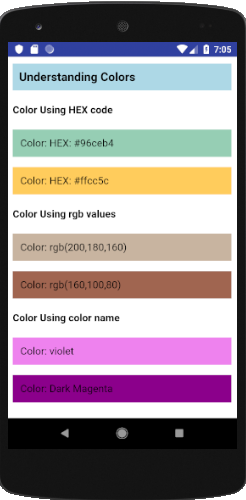 7:05
Understanding Colors
Color Using HEX code
Color: HEX: #96ceb4
Color: HEX: #ffcc5c
Color Using rgb values
Color: rgb(200,180,160)
Color: rgb(160,100,80)
Color Using color name
Color: violet
Color: Dark Magenta